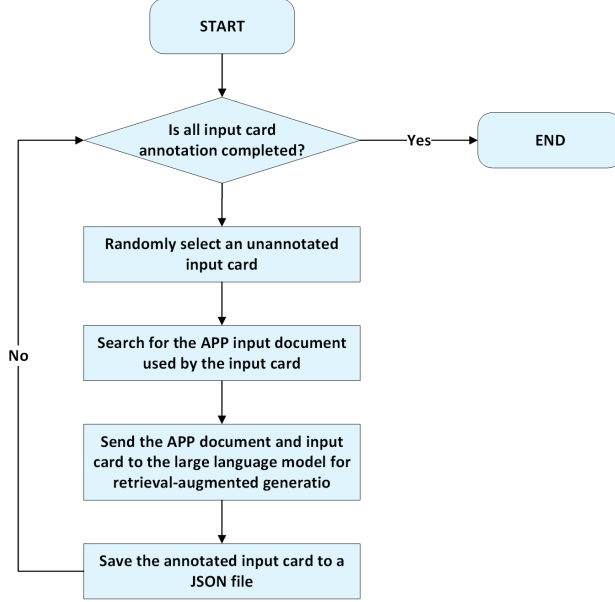 START
Is all input card
annotation completed?
Yes
END
Randomly select an unannotated
input card
Search for the APP input document
used by the input card
No
Send the APP document and input
card to the large language model for
retrieval-augmented generatio
Save the annotated input card to a
JSON file